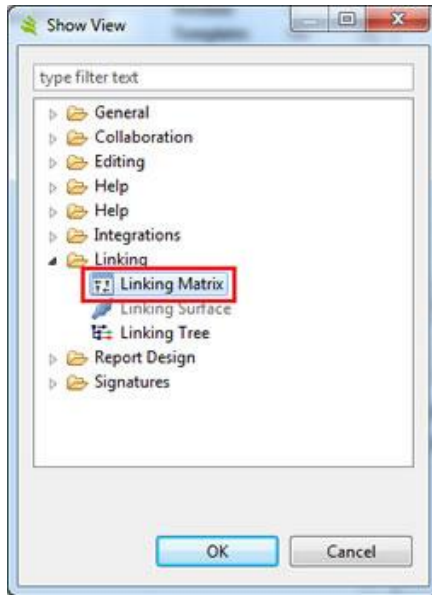 Show View
type filter text
General
Collaboration
Editing
Help
Help
Integrations
Linking
Linking Matrix
Linking Surface
Linking Tree
Report Design
Signatures
OK
Cancel